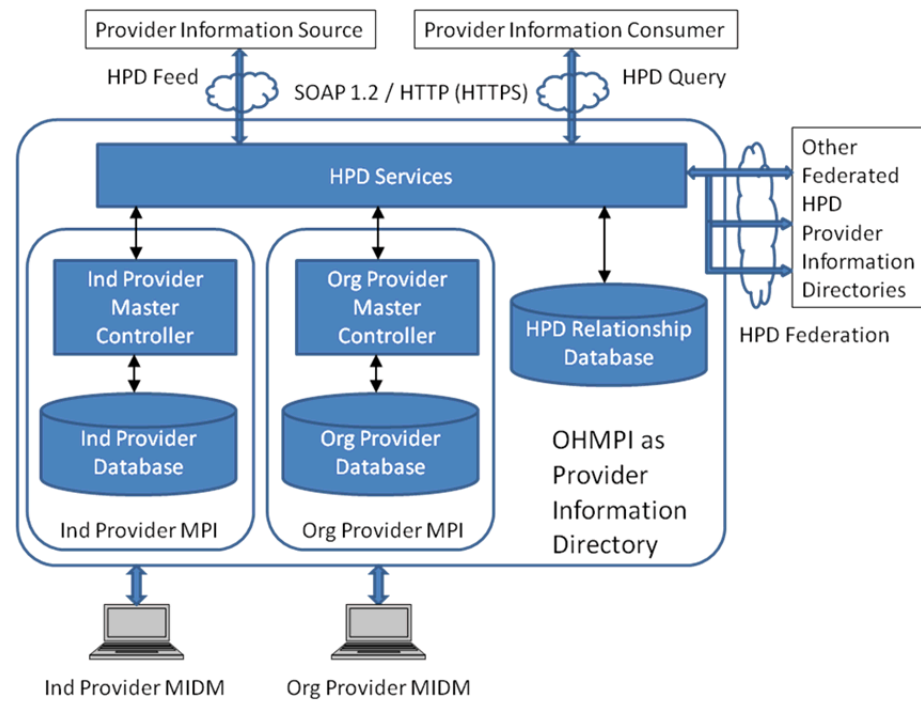 Provider Information Source
Provider Information Consumer
HPD Feed
SOAP 1.2 / HTTP (HTTPS)
HPD Query
HPD Services
Other
Federated
HPD
Provider
Information
Directories
HPD Federation
Ind Provider
Master
Controller
Org Provider
Master
Controller
HPD Relationship
Database
Ind Provider
Database
Org Provider
Database
OHMPI as
Provider
Information
Directory
Ind Provider MPI
Org Provider MPI
Ind Provider MIDM
Org Provider MIDM